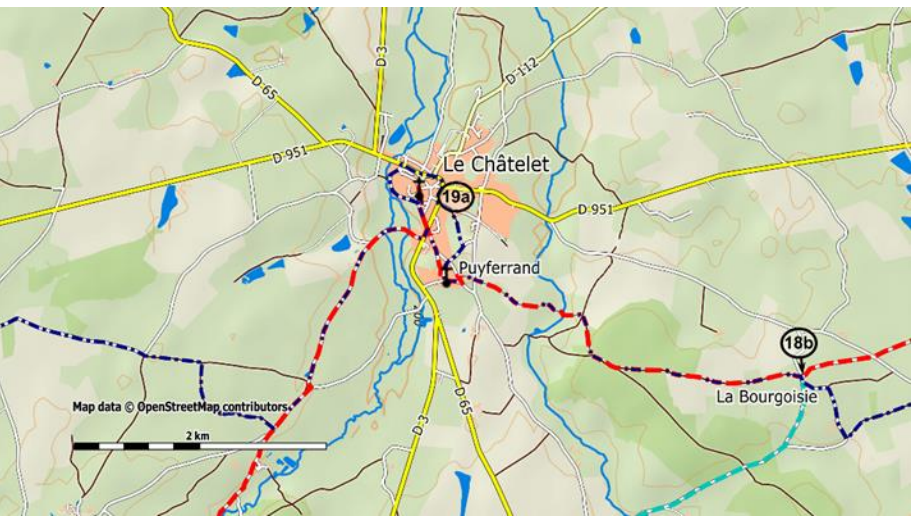 D 65
D 3
D 112
D 951
Le Châtelet
19a
D 951
Puyferrand
18b
La Bourgoisie
Map data © OpenStreetMap contributors
2 km
D 3
D 65